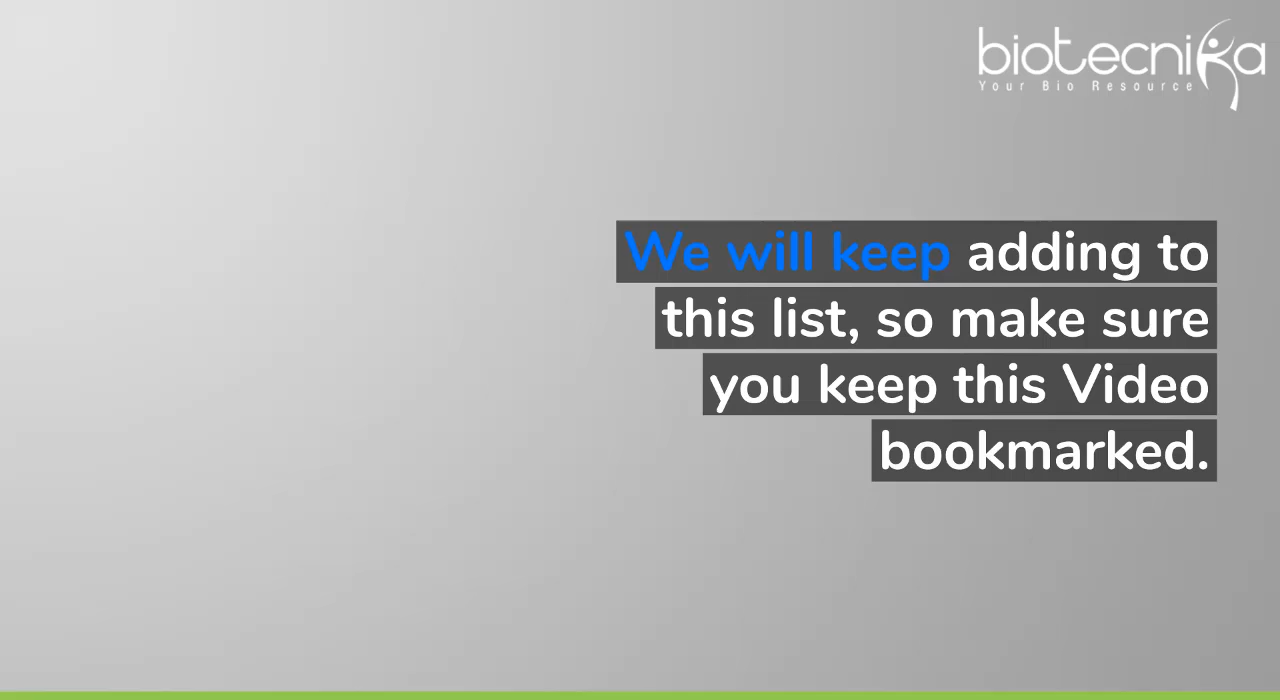 biotecnika
Your Bio Resource
We will keep adding to
this list, so make sure
you keep this Video
bookmarked.